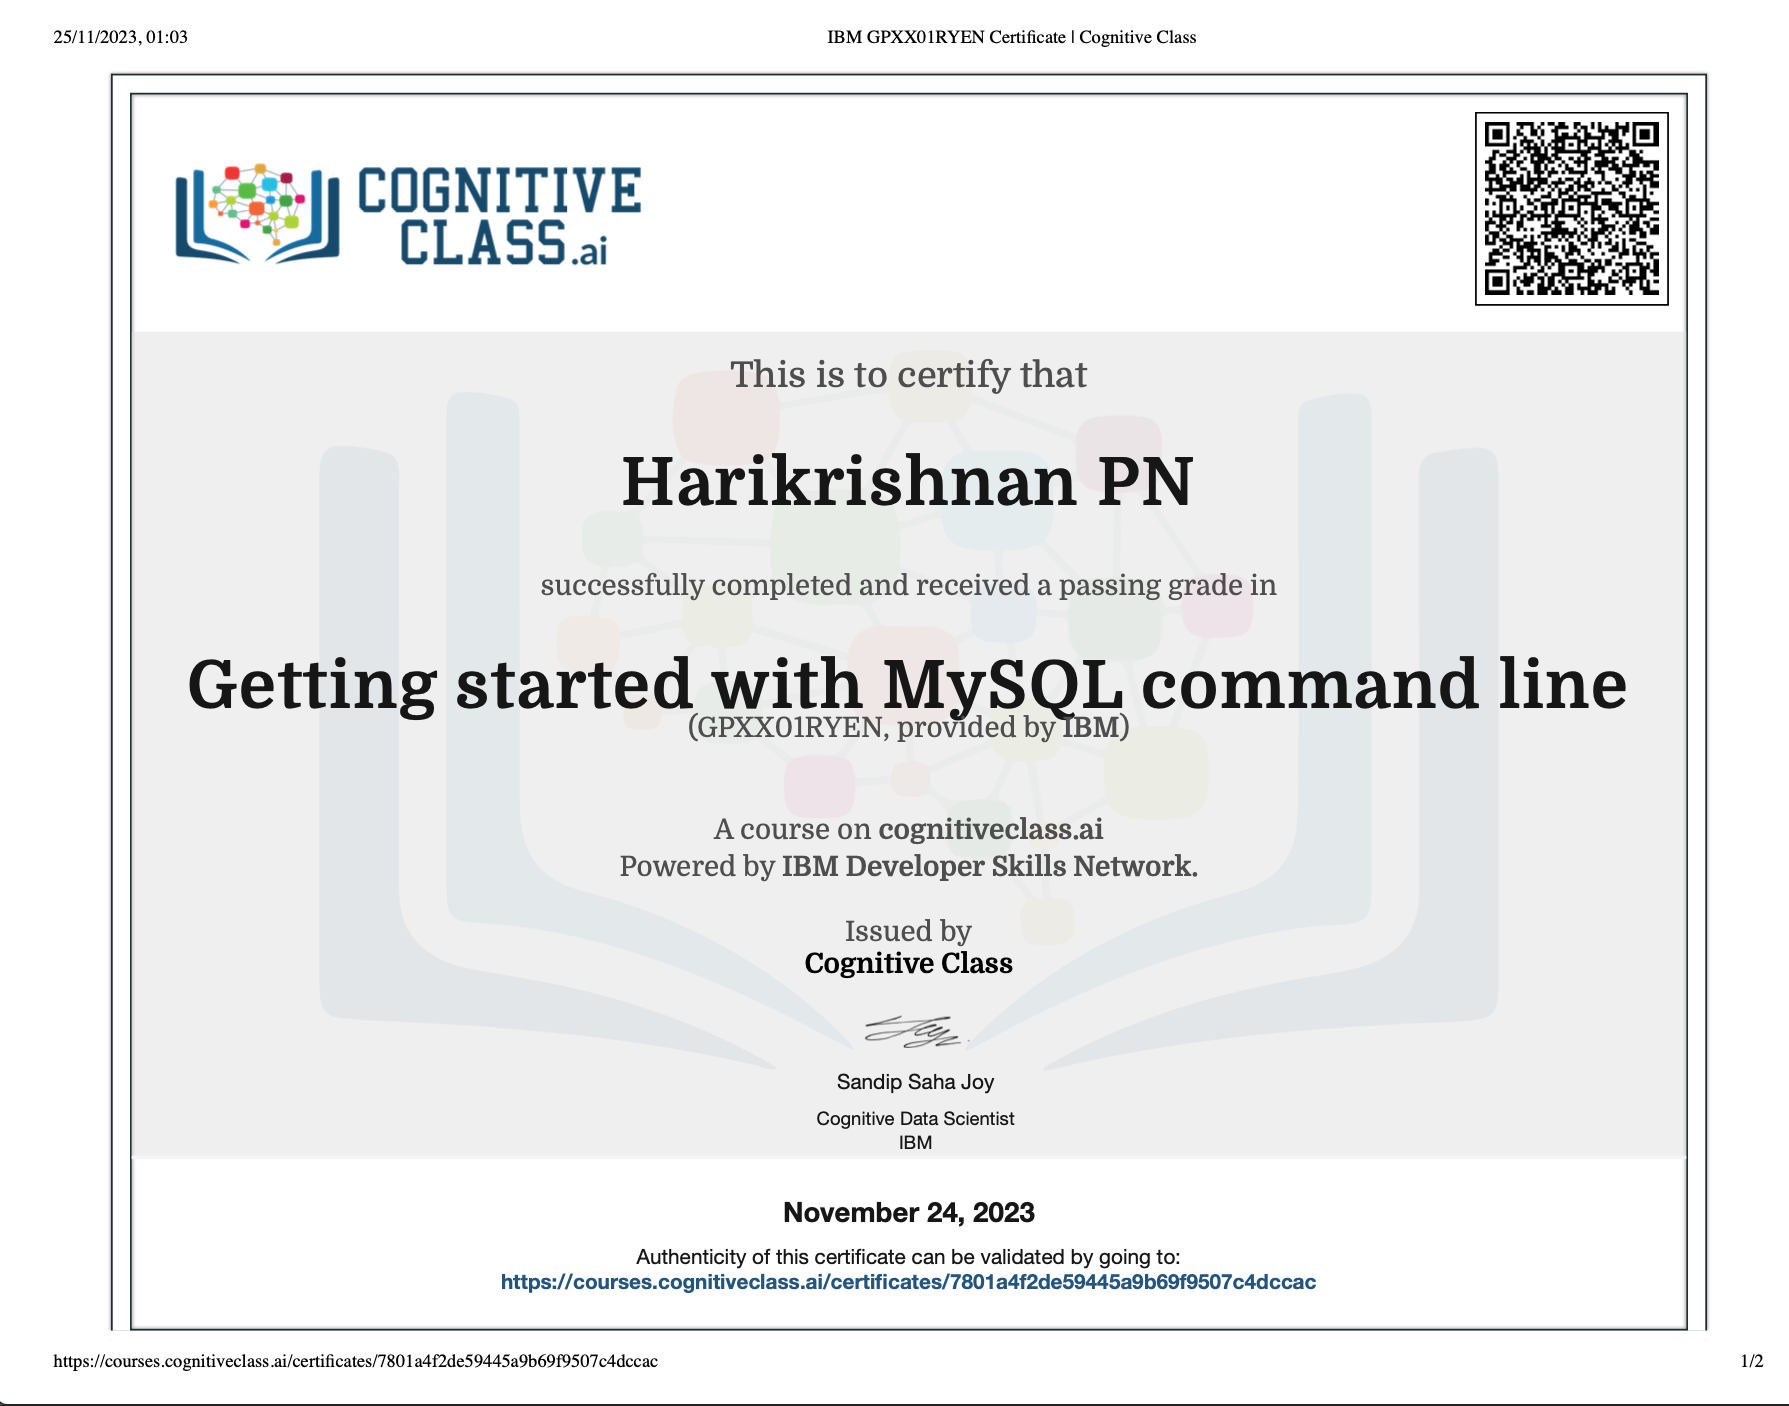 25/11/2023, 01:03
IBM GPXX01RYEN Certificate | Cognitive Class
COGNITIVE
CLASS.ai
This is to certify that
Harikrishnan PN
successfully completed and received a passing grade in
Getting started with MySQL command line
(GPXX01RYEN, provided by IBM)
A course on cognitiveclass.ai
Powered by IBM Developer Skills Network.
Issued by
Cognitive Class
Sandip Saha Joy
Cognitive Data Scientist
IBM
November 24, 2023
Authenticity of this certificate can be validated by going to:
https://courses.cognitiveclass.ai/certificates/7801a4f2de59445a9b69f9507c4dccac
https://courses.cognitiveclass.ai/certificates/7801a4f2de59445a9b69f9507c4dccac
1/2